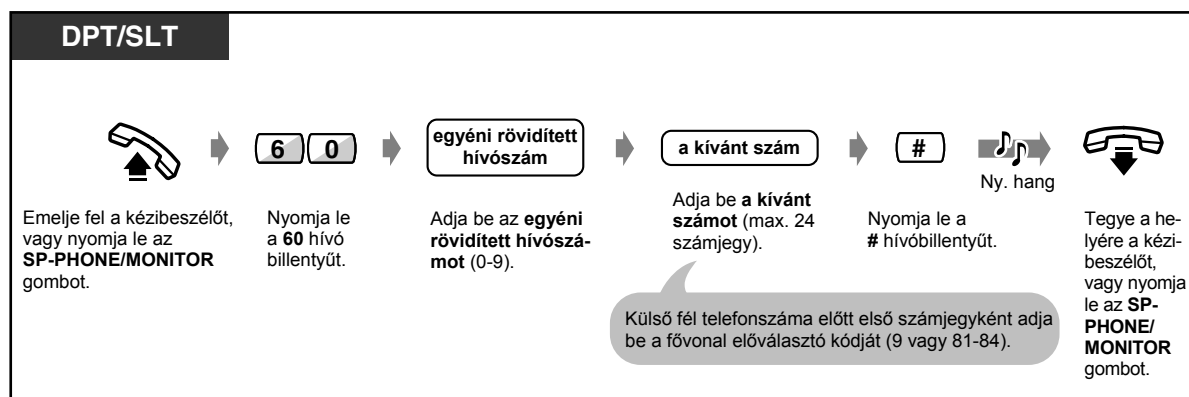 DPT/SLT
6 0
egyéni rövidített
hívószám
a kívánt szám
#
Ny. hang
Emelje fel a kézibeszélőt,
vagy nyomja le az
SP-PHONE/MONITOR
gombot.
Nyomja le
a 60 hívó
billentyűt.
Adja be az egyéni
rövidített hívószá-
mot (0-9).
Adja be a kívánt
számot (max. 24
számjegy).
Nyomja le a
# hívóbillentyűt.
Tegye a he-
lyére a kézi-
beszélőt,
vagy nyomja
le az SP-
PHONE/
MONITOR
gombot.
Külső fél telefonszáma előtt első számjegyként adja
be a fővonal előválasztó kódját (9 vagy 81-84).